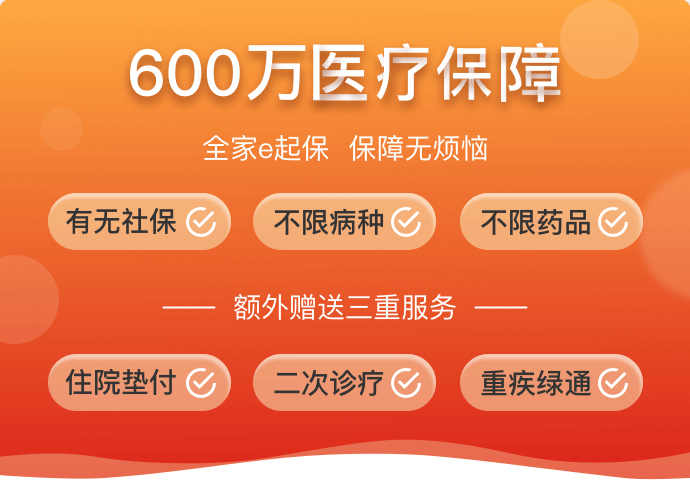 600万医疗保障
全家e起保 保障无烦恼
有无社保 不限病种 不限药品
额外赠送三重服务
住院垫付 二次诊疗 重疾绿通